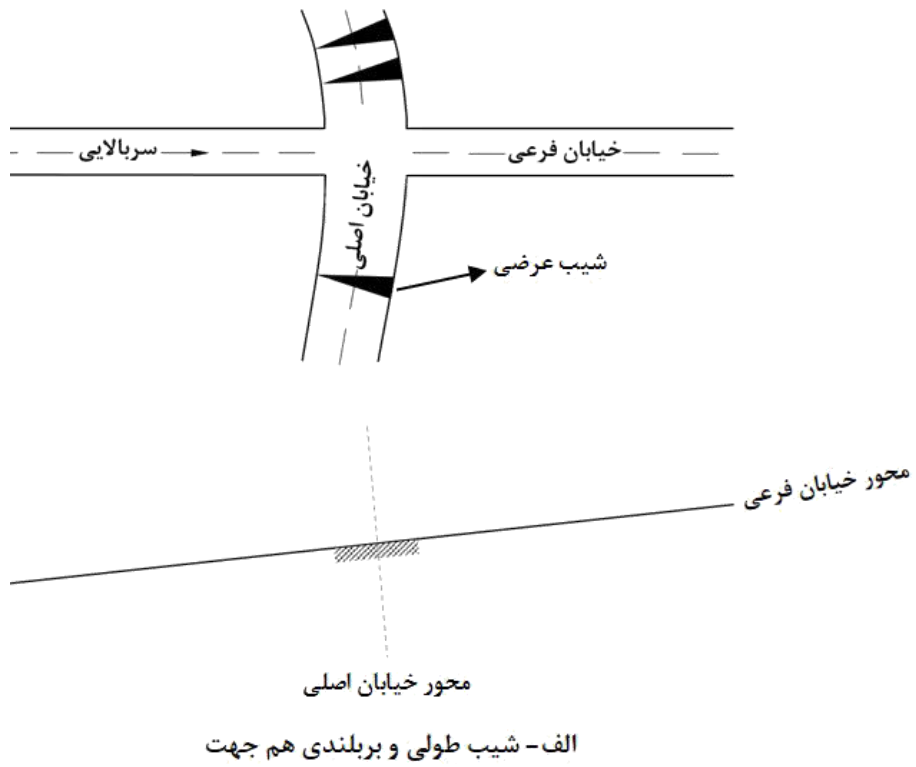 سربالایی
خیابان فرعی
خیابان اصلی
شیب عرضی
محور خیابان فرعی
محور خیابان اصلی
الف- شیب طولی و بربلندی هم جهت